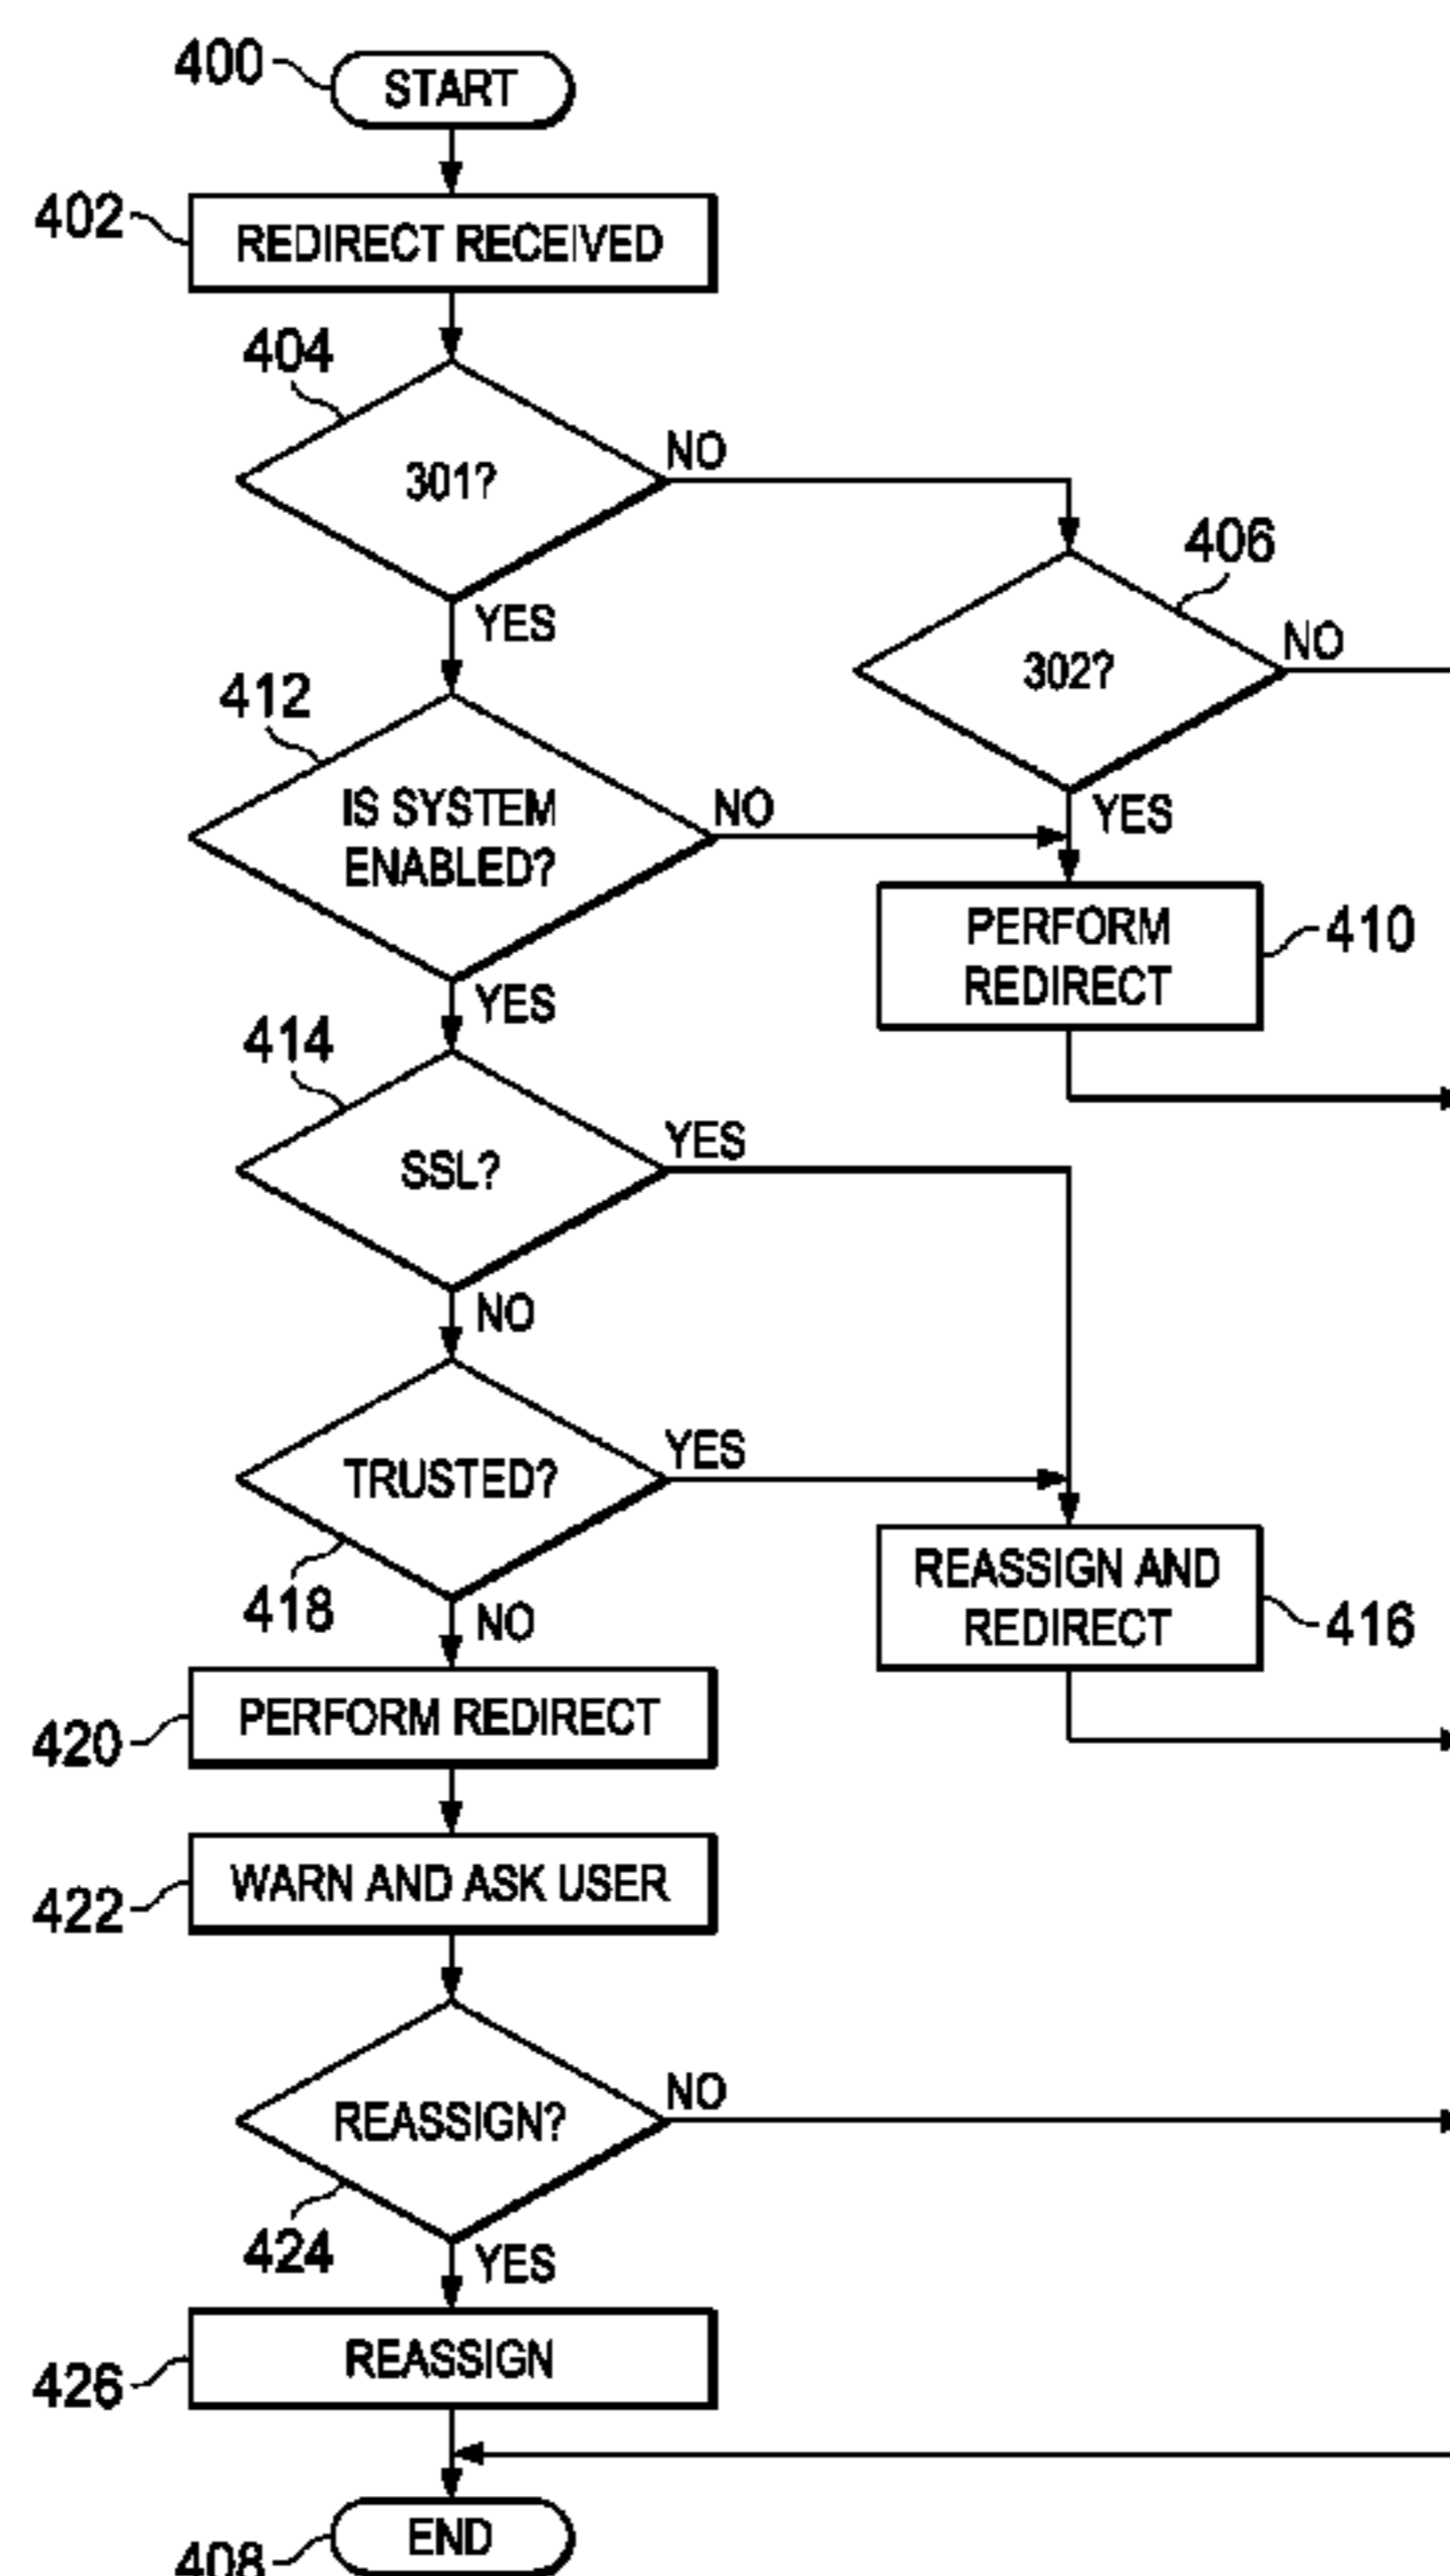 400
START
402
REDIRECT RECEIVED
404
301?
NO
YES
406
302?
NO
YES
412
IS SYSTEM
ENABLED?
NO
YES
PERFORM
REDIRECT
410
414
SSL?
YES
NO
TRUSTED?
YES
418
NO
REASSIGN AND
REDIRECT
416
PERFORM REDIRECT
420
WARN AND ASK USER
422
REASSIGN?
NO
424
YES
REASSIGN
426
END
408